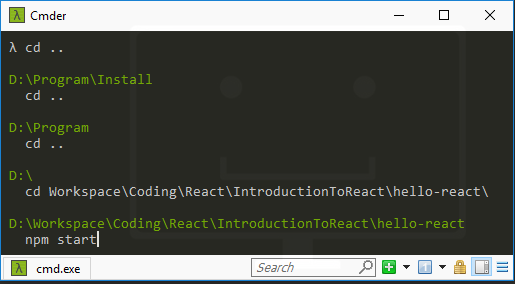 λ Cmder
λ cd ..
D:\Program\Install
cd ..
D:\Program
cd ..
D:\
cd Workspace\Coding\React\IntroductionToReact\hello-react\
D:\Workspace\Coding\React\IntroductionToReact\hello-react
npm start
λ cmd.exe
Search